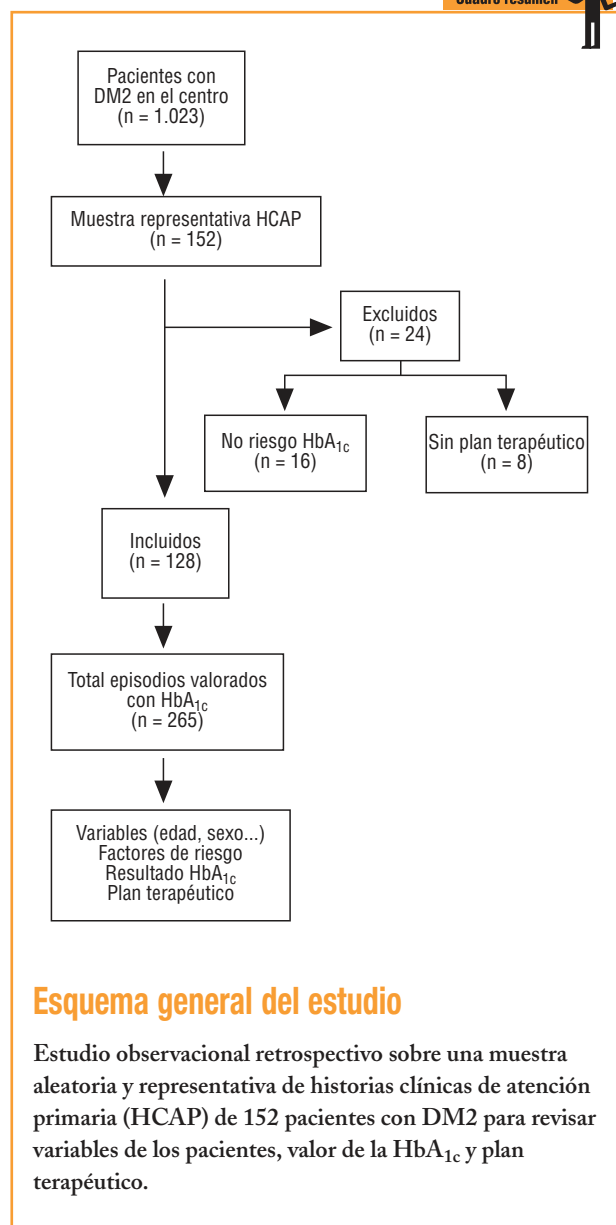 Cuadro resumen
Pacientes con
DM2 en el centro
(n = 1.023)
Muestra representativa HCAP
(n = 152)
Excluidos
(n = 24)
No riesgo HbA1c
(n = 16)
Sin plan terapéutico
(n = 8)
Incluidos
(n = 128)
Total episodios valorados
con HbA1c
(n = 265)
Variables (edad, sexo...)
Factores de riesgo
Resultado HbA1c
Plan terapéutico
Esquema general del estudio
Estudio observacional retrospectivo sobre una muestra
aleatoria y representativa de historias clínicas de atención
primaria (HCAP) de 152 pacientes con DM2 para revisar
variables de los pacientes, valor de la HbA1c y plan
terapéutico.